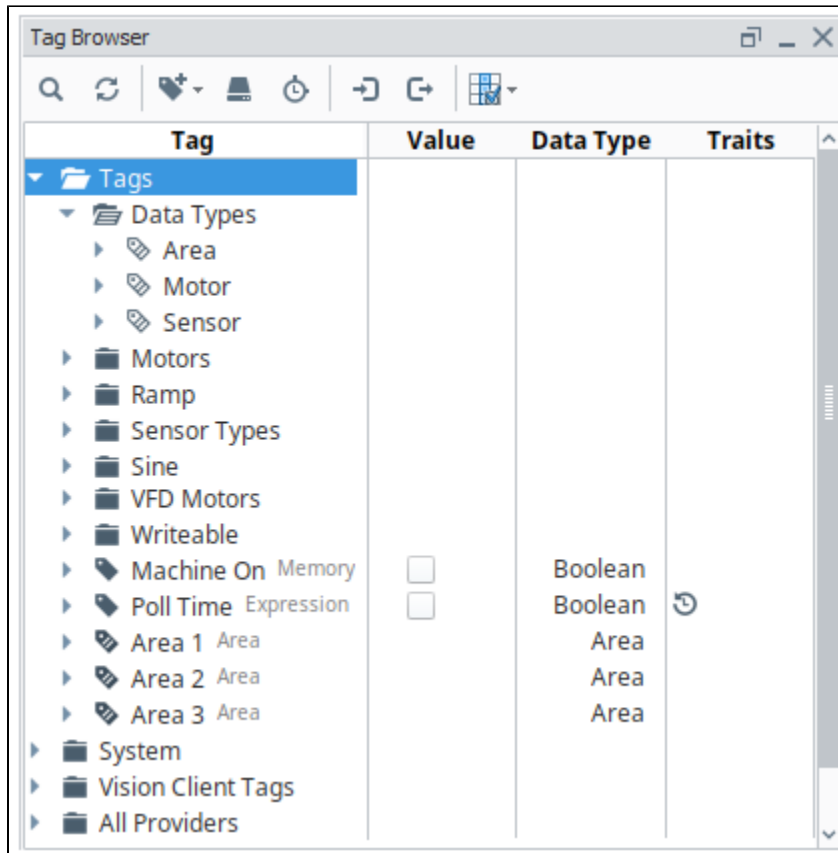 Tag Browser
Tag Value Data Type Traits
Tags
Data Types
Area
Motor
Sensor
Motors
Ramp
Sensor Types
Sine
VFD Motors
Writeable
Machine On Memory Boolean
Poll Time Expression Boolean
Area 1 Area Area
Area 2 Area Area
Area 3 Area Area
System
Vision Client Tags
All Providers